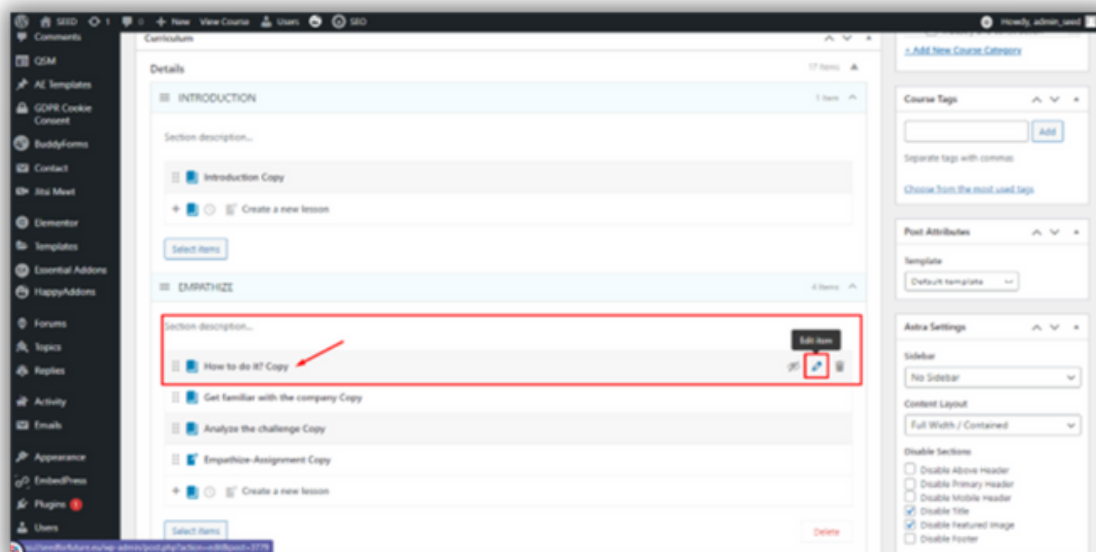 SEED 1 0 + New View Course Users SEO Howdy, admin_seed
Comments
QSM
AE Templates
GDPR Cookie
Consent
BuddyForms
Contact
Jitsi Meet
Elementor
Templates
Essential Addons
HappyAddons
Forums
Topics
Replies
Activity
Emails
Appearance
EmbedPress
Plugins 1
Users
Curriculum
Details 17 Items
INTRODUCTION 1 Item
Section description...
Introduction Copy
+ Create a new lesson
Select items
EMPATHIZE 4 Items
Section description...
Edit item
How to do it? Copy
Get familiar with the company Copy
Analyze the challenge Copy
Empathize-Assignment Copy
+ Create a new lesson
Select items Delete
+ Add New Course Category
Course Tags
Add
Separate tags with commas
Choose from the most used tags
Post Attributes
Template
Default template
Astra Settings
Sidebar
No Sidebar
Content Layout
Full Width / Contained
Disable Sections
Disable Above Header
Disable Primary Header
Disable Mobile Header
Disable Title
Disable Featured Image
Disable Footer